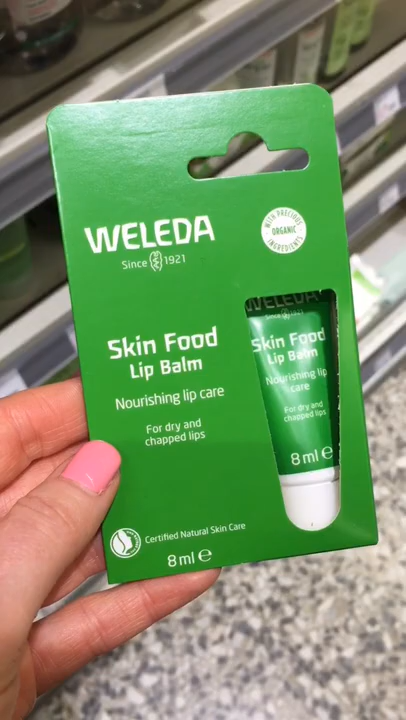 WELEDA
Since 1921
WITH PRECIOUS
ORGANIC
INGREDIENTS
Skin Food
Lip Balm
Nourishing lip care
For dry and
chapped lips
Certified Natural Skin Care
8 ml ℮
WELEDA
Since 1921
Skin Food
Lip Balm
Nourishing lip
care
For dry and
chapped lips
8 ml ℮